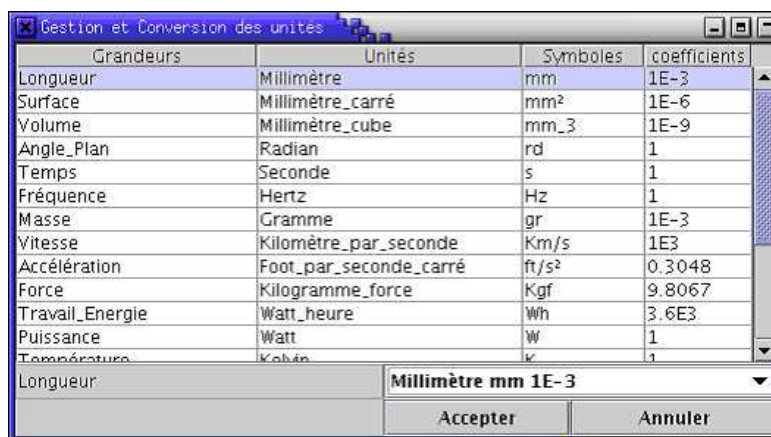 Gestion et Conversion des unités
Grandeurs Unités Symboles coefficients
Longueur Millimètre mm 1E-3
Surface Millimètre_carré mm² 1E-6
Volume Millimètre_cube mm_3 1E-9
Angle_Plan Radian rd 1
Temps Seconde s 1
Fréquence Hertz Hz 1
Masse Gramme gr 1E-3
Vitesse Kilomètre_par_seconde Km/s 1E3
Accélération Foot_par_seconde_carré ft/s² 0.3048
Force Kilogramme_force Kgf 9.8067
Travail_Energie Watt_heure Wh 3.6E3
Puissance Watt W 1
Température Kelvin K 1
Longueur Millimètre mm 1E-3
Accepter Annuler